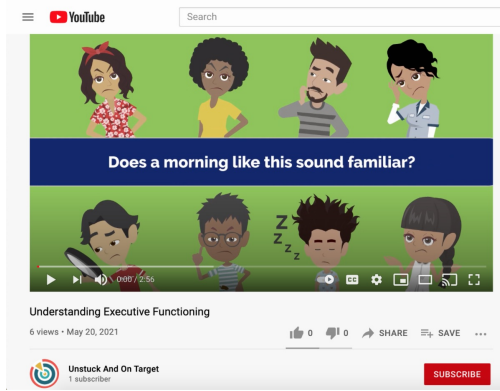 YouTube
Search
Does a morning like this sound familiar?
Z
Z
Z
Z
0:00 / 2:56
CC
Understanding Executive Functioning
6 views • May 20, 2021
0
0
SHARE
SAVE
Unstuck And On Target
1 subscriber
SUBSCRIBE